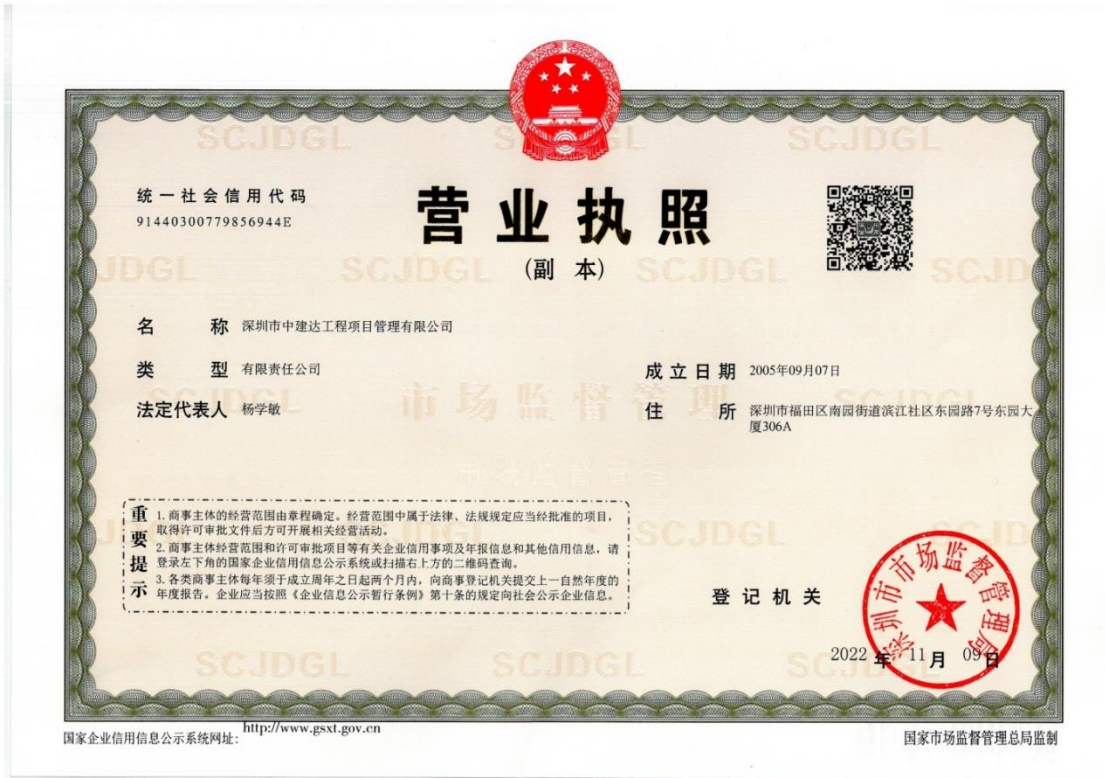 统一社会信用代码
91440300779856944E
营业执照
(副 本)
名 称 深圳市中建达工程项目管理有限公司
类 型 有限责任公司
成立日期 2005年09月07日
法定代表人 杨学敏
住 所 深圳市福田区南园街道滨江社区东园路7号东园大
厦306A
SCJDGL
市场监督管理
重要提示
1. 商事主体的经营范围由章程确定。经营范围中属于法律、法规规定应当经批准的项目,
取得许可审批文件后方可开展相关经营活动。
2. 商事主体经营范围和许可审批项目等有关企业信用事项及年报信息和其他信用信息，请
登录左下角的国家企业信用信息公示系统或扫描右上方的二维码查询。
3. 各类商事主体每年须于成立周年之日起两个月内，向商事登记机关提交上一自然年度的
年度报告。企业应当按照《企业信息公示暂行条例》第十条的规定向社会公示企业信息。
登记机关
深圳市市场监督管理局
2022 年 11 月 09 日
国家企业信用信息公示系统网址: http://www.gsxt.gov.cn
国家市场监督管理总局监制